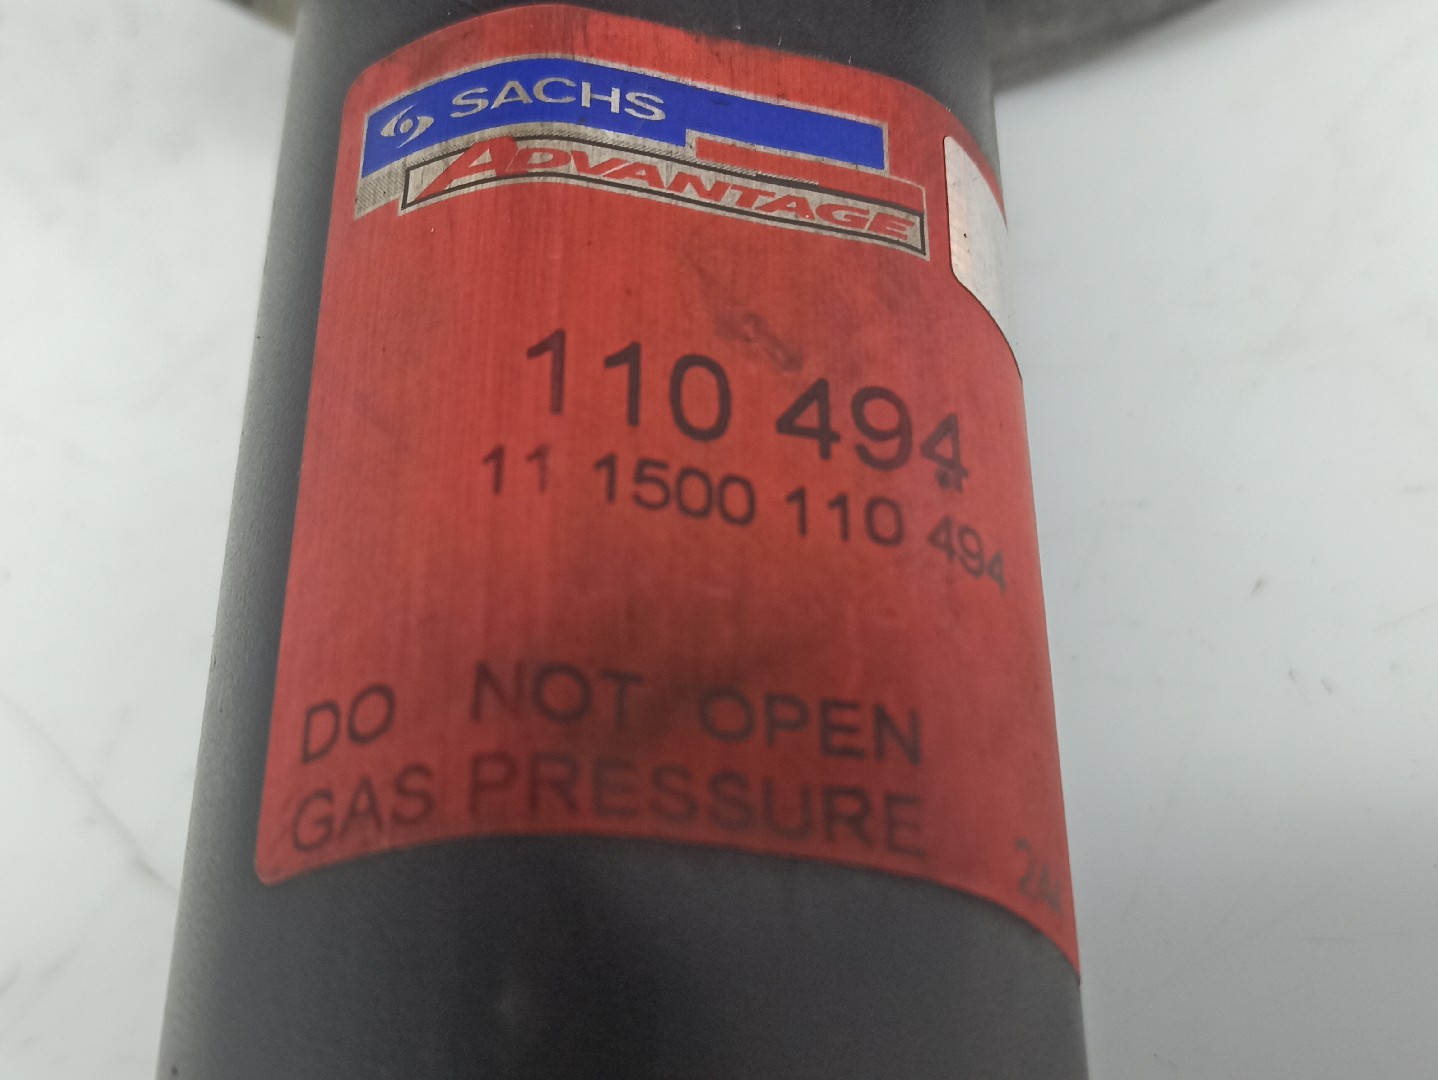 SACHS
ADVANTAGE
110 494
11 1500 110 494
DO NOT OPEN
GAS PRESSURE